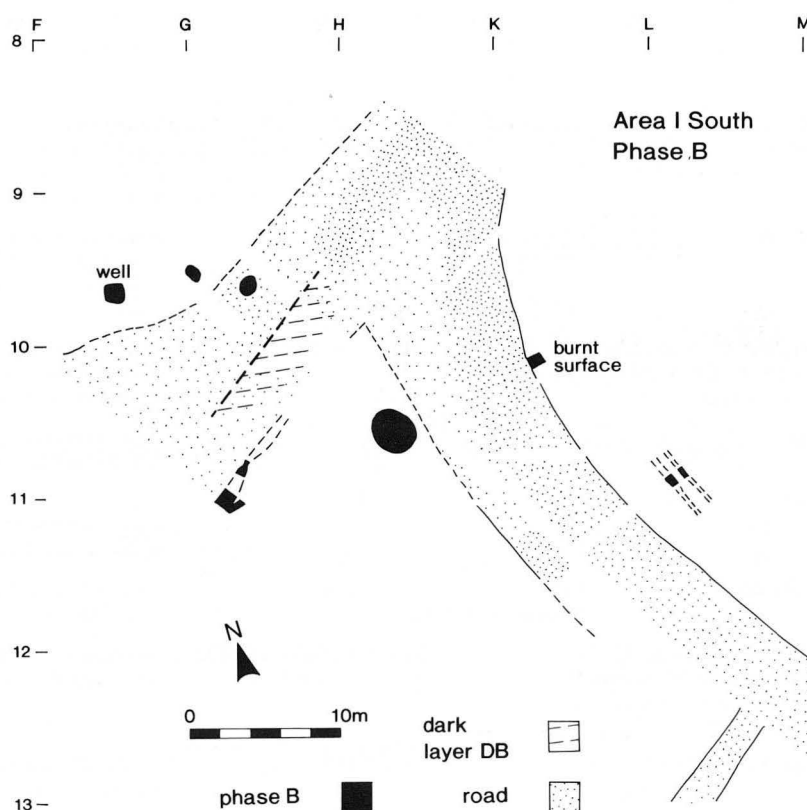 F G H K L M
8
Area I South
Phase B
9
well
10
burnt
surface
11
N
12
0 10m
dark
layer DB
13
phase B
road